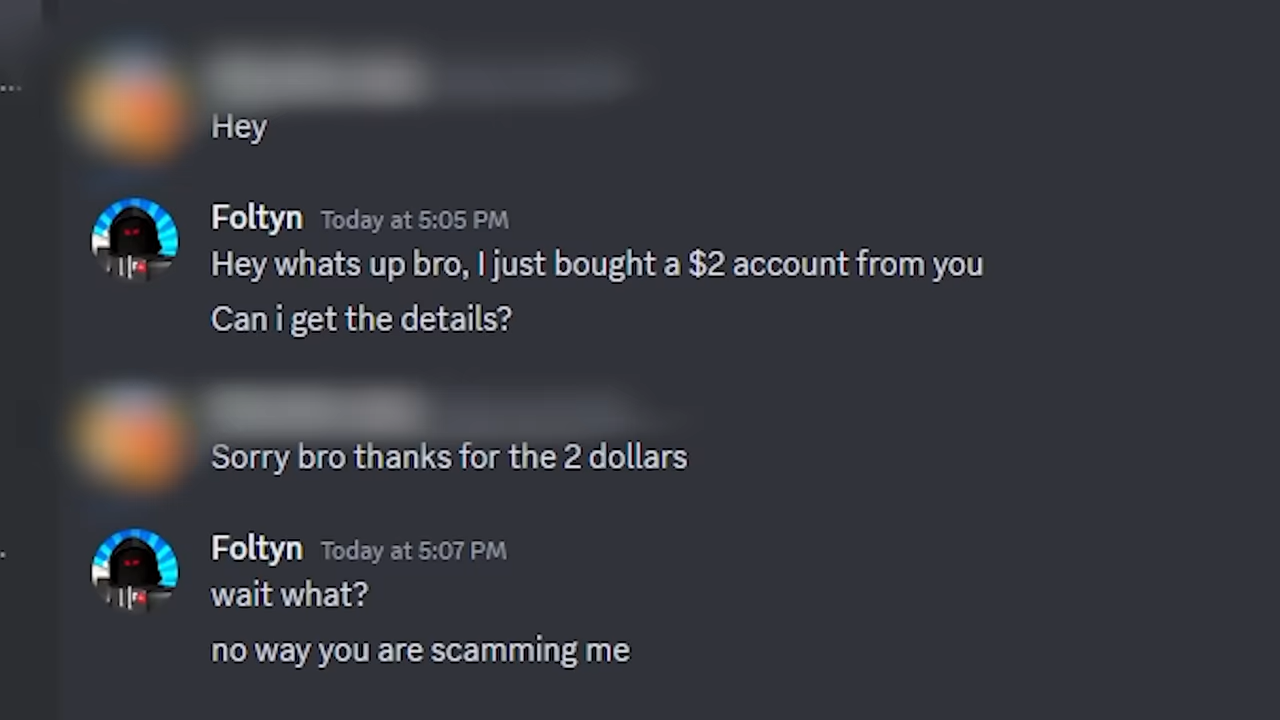 Hey
Foltyn Today at 5:05 PM
Hey whats up bro, I just bought a $2 account from you
Can i get the details?
Sorry bro thanks for the 2 dollars
Foltyn Today at 5:07 PM
wait what?
no way you are scamming me